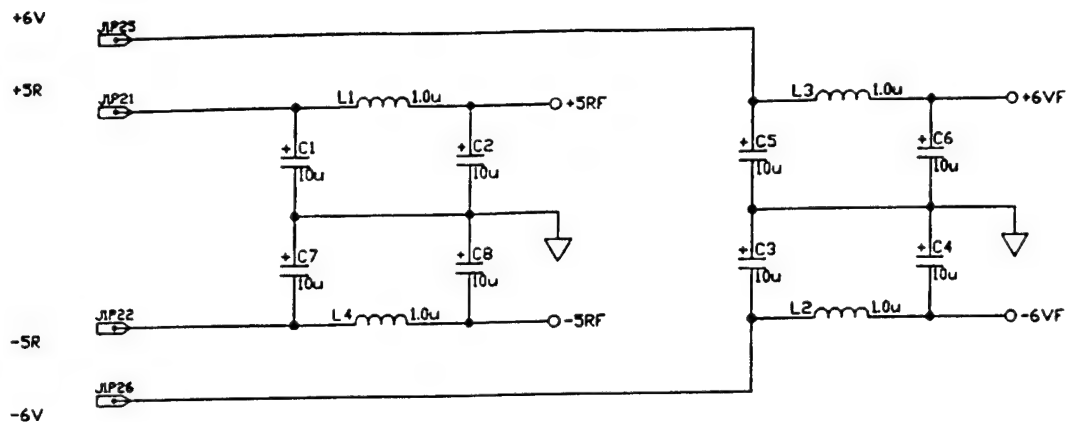 +6V
JP25
+5R
JP21
L1 1.0u
+5RF
L3 1.0u
+6VF
+ C1
10u
+ C2
10u
+ C5
10u
+ C6
10u
+ C7
10u
+ C8
10u
+ C3
10u
+ C4
10u
JP22
-5R
L4 1.0u
-5RF
L2 1.0u
-6VF
JP26
-6V